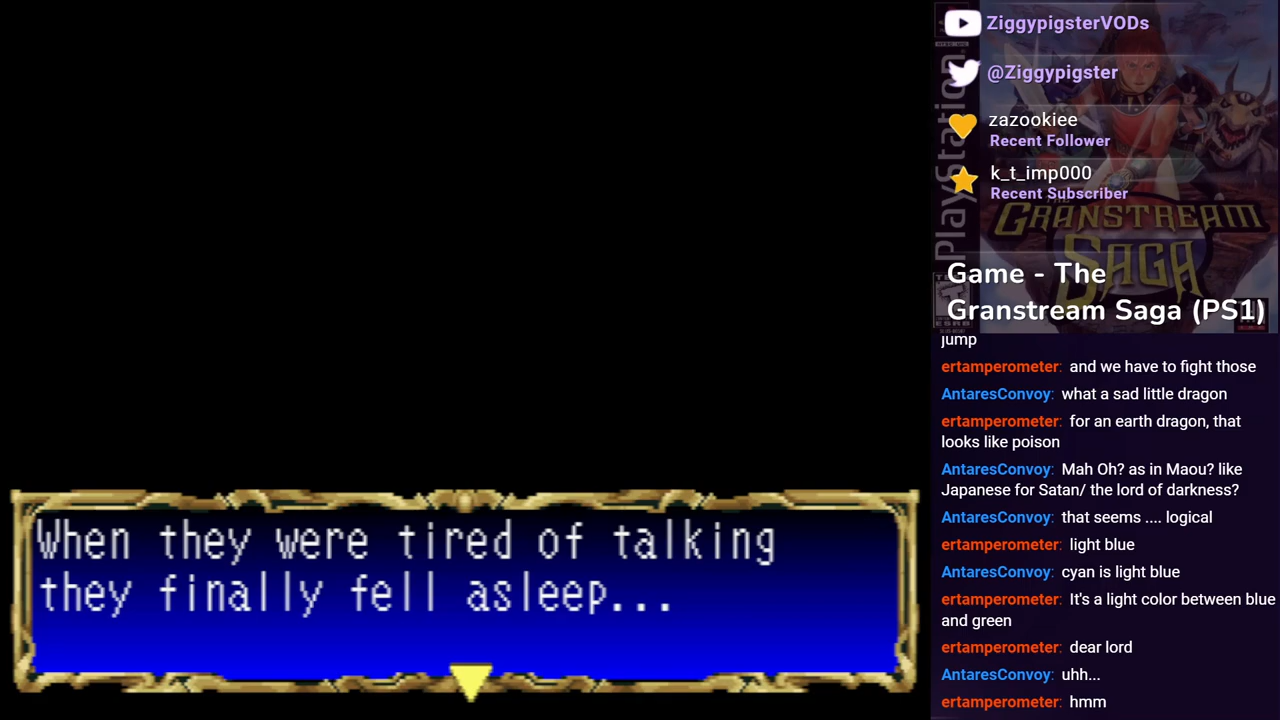 When they were tired of talking
they finally fell asleep...
ZiggypigsterVODs
@Ziggypigster
zazookiee
Recent Follower
k_t_imp000
Recent Subscriber
PlayStation
THE
GRANSTREAM
SAGA
Game - The
Granstream Saga (PS1)
jump
ertamperometer: and we have to fight those
AntaresConvoy: what a sad little dragon
ertamperometer: for an earth dragon, that
looks like poison
AntaresConvoy: Mah Oh? as in Maou? like
Japanese for Satan/ the lord of darkness?
AntaresConvoy: that seems .... logical
ertamperometer: light blue
AntaresConvoy: cyan is light blue
ertamperometer: It's a light color between blue
and green
ertamperometer: dear lord
AntaresConvoy: uhh...
ertamperometer: hmm